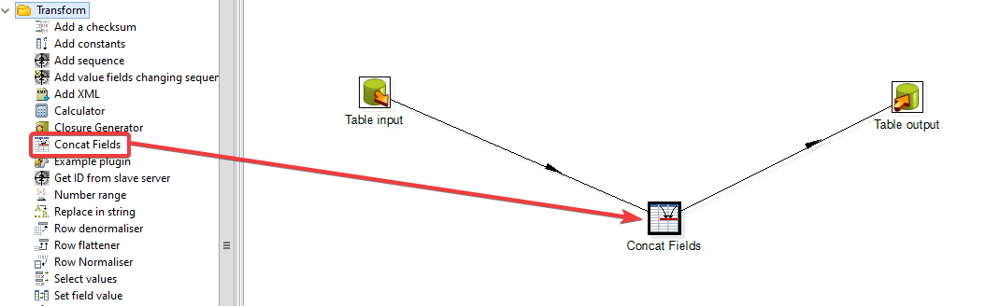 Transform
Add a checksum
Add constants
Add sequence
Add value fields changing sequen
Add XML
Calculator
Closure Generator
Concat Fields
Example plugin
Get ID from slave server
Number range
Replace in string
Row denormaliser
Row flattener
Row Normaliser
Select values
Set field value
Table input
Table output
Concat Fields